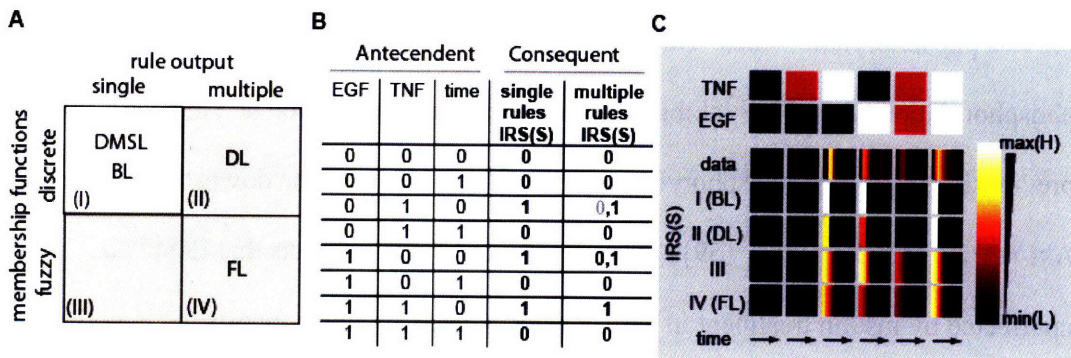 A
rule output
single multiple
membership functions
discrete
fuzzy
DMSL
BL
(I)
DL
(II)
(III)
FL
(IV)
B
Antecendent Consequent
EGF TNF time single rules IRS(S) multiple rules IRS(S)
0 0 0 0 0
0 0 1 0 0
0 1 0 1 0,1
0 1 1 0 0
1 0 0 1 0,1
1 0 1 0 0
1 1 0 1 1
1 1 1 0 0
C
TNF
EGF
IRS(S)
data
I (BL)
II (DL)
III
IV (FL)
time
max(H)
min(L)